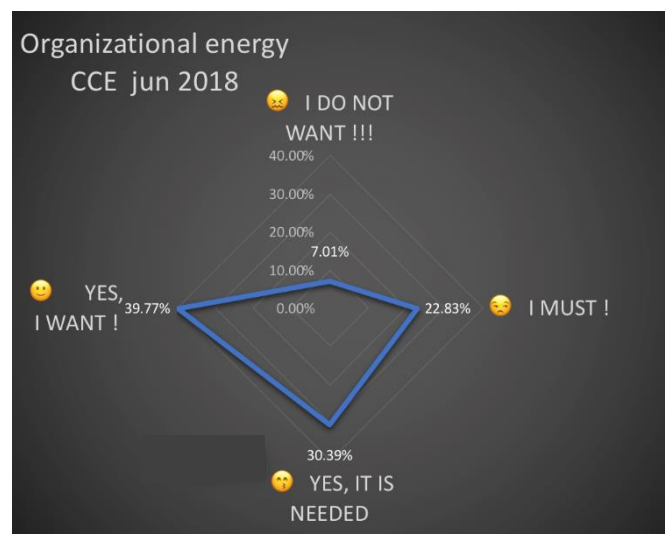 Organizational energy
CCE jun 2018
😖 I DO NOT
WANT !!!
40.00%
30.00%
20.00%
7.01%
10.00%
🙂 YES,
I WANT !
39.77%
0.00%
22.83%
😒 I MUST !
30.39%
😙 YES, IT IS
NEEDED